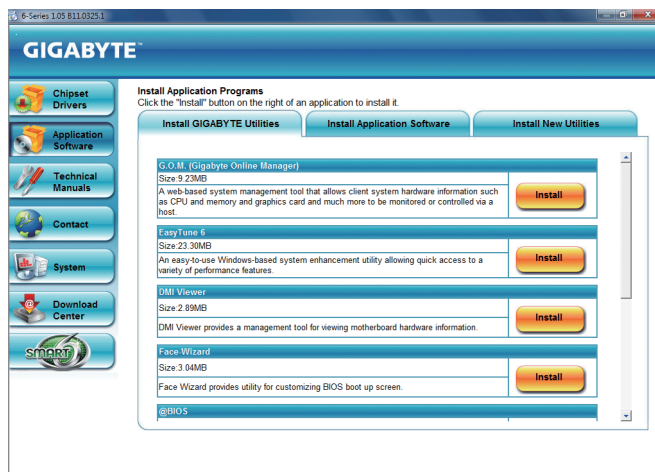 6-Series 1.05 B11.0325.1
GIGABYTE™
Chipset
Drivers
Application
Software
Technical
Manuals
Contact
System
Download
Center
SMART
Install Application Programs
Click the "Install" button on the right of an application to install it.
Install GIGABYTE Utilities
Install Application Software
Install New Utilities
G.O.M. (Gigabyte Online Manager)
Size:9.23MB
A web-based system management tool that allows client system hardware information such
as CPU and memory and graphics card and much more to be monitored or controlled via a
host.
Install
EasyTune 6
Size:23.30MB
An easy-to-use Windows-based system enhancement utility allowing quick access to a
variety of performance features.
Install
DMI Viewer
Size:2.89MB
DMI Viewer provides a management tool for viewing motherboard hardware information.
Install
Face-Wizard
Size:3.04MB
Face Wizard provides utility for customizing BIOS boot up screen.
Install
@BIOS